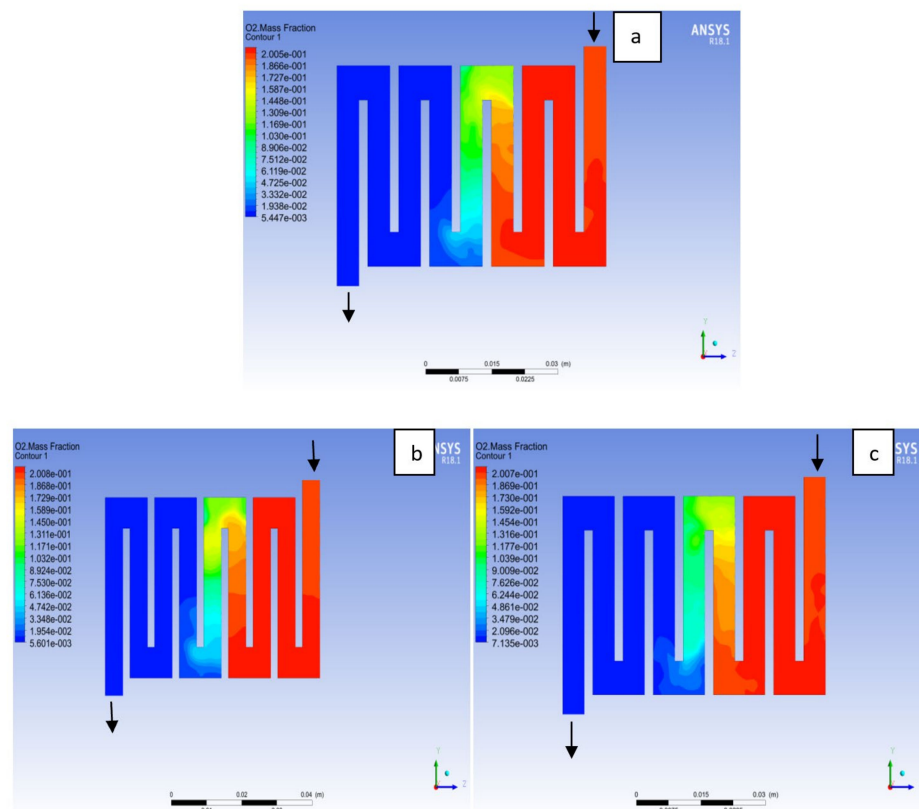 O2.Mass Fraction
Contour 1
2.005e-001
1.866e-001
1.727e-001
1.587e-001
1.448e-001
1.309e-001
1.169e-001
1.030e-001
8.906e-002
7.512e-002
6.119e-002
4.725e-002
3.332e-002
1.938e-002
5.447e-003
a
ANSYS
R18.1
Y
Z
0 0.015 0.03 (m)
0.0075 0.0225
O2.Mass Fraction
Contour 1
2.008e-001
1.868e-001
1.729e-001
1.589e-001
1.450e-001
1.311e-001
1.171e-001
1.032e-001
8.924e-002
7.530e-002
6.136e-002
4.742e-002
3.348e-002
1.954e-002
5.601e-003
b
NSYS
R18.1
Y
Z
0 0.02 0.04 (m)
O2.Mass Fraction
Contour 1
2.007e-001
1.869e-001
1.730e-001
1.592e-001
1.454e-001
1.316e-001
1.177e-001
1.039e-001
9.009e-002
7.626e-002
6.244e-002
4.861e-002
3.479e-002
2.096e-002
7.135e-003
c
SYS
R18.1
Y
Z
0 0.015 0.03 (m)